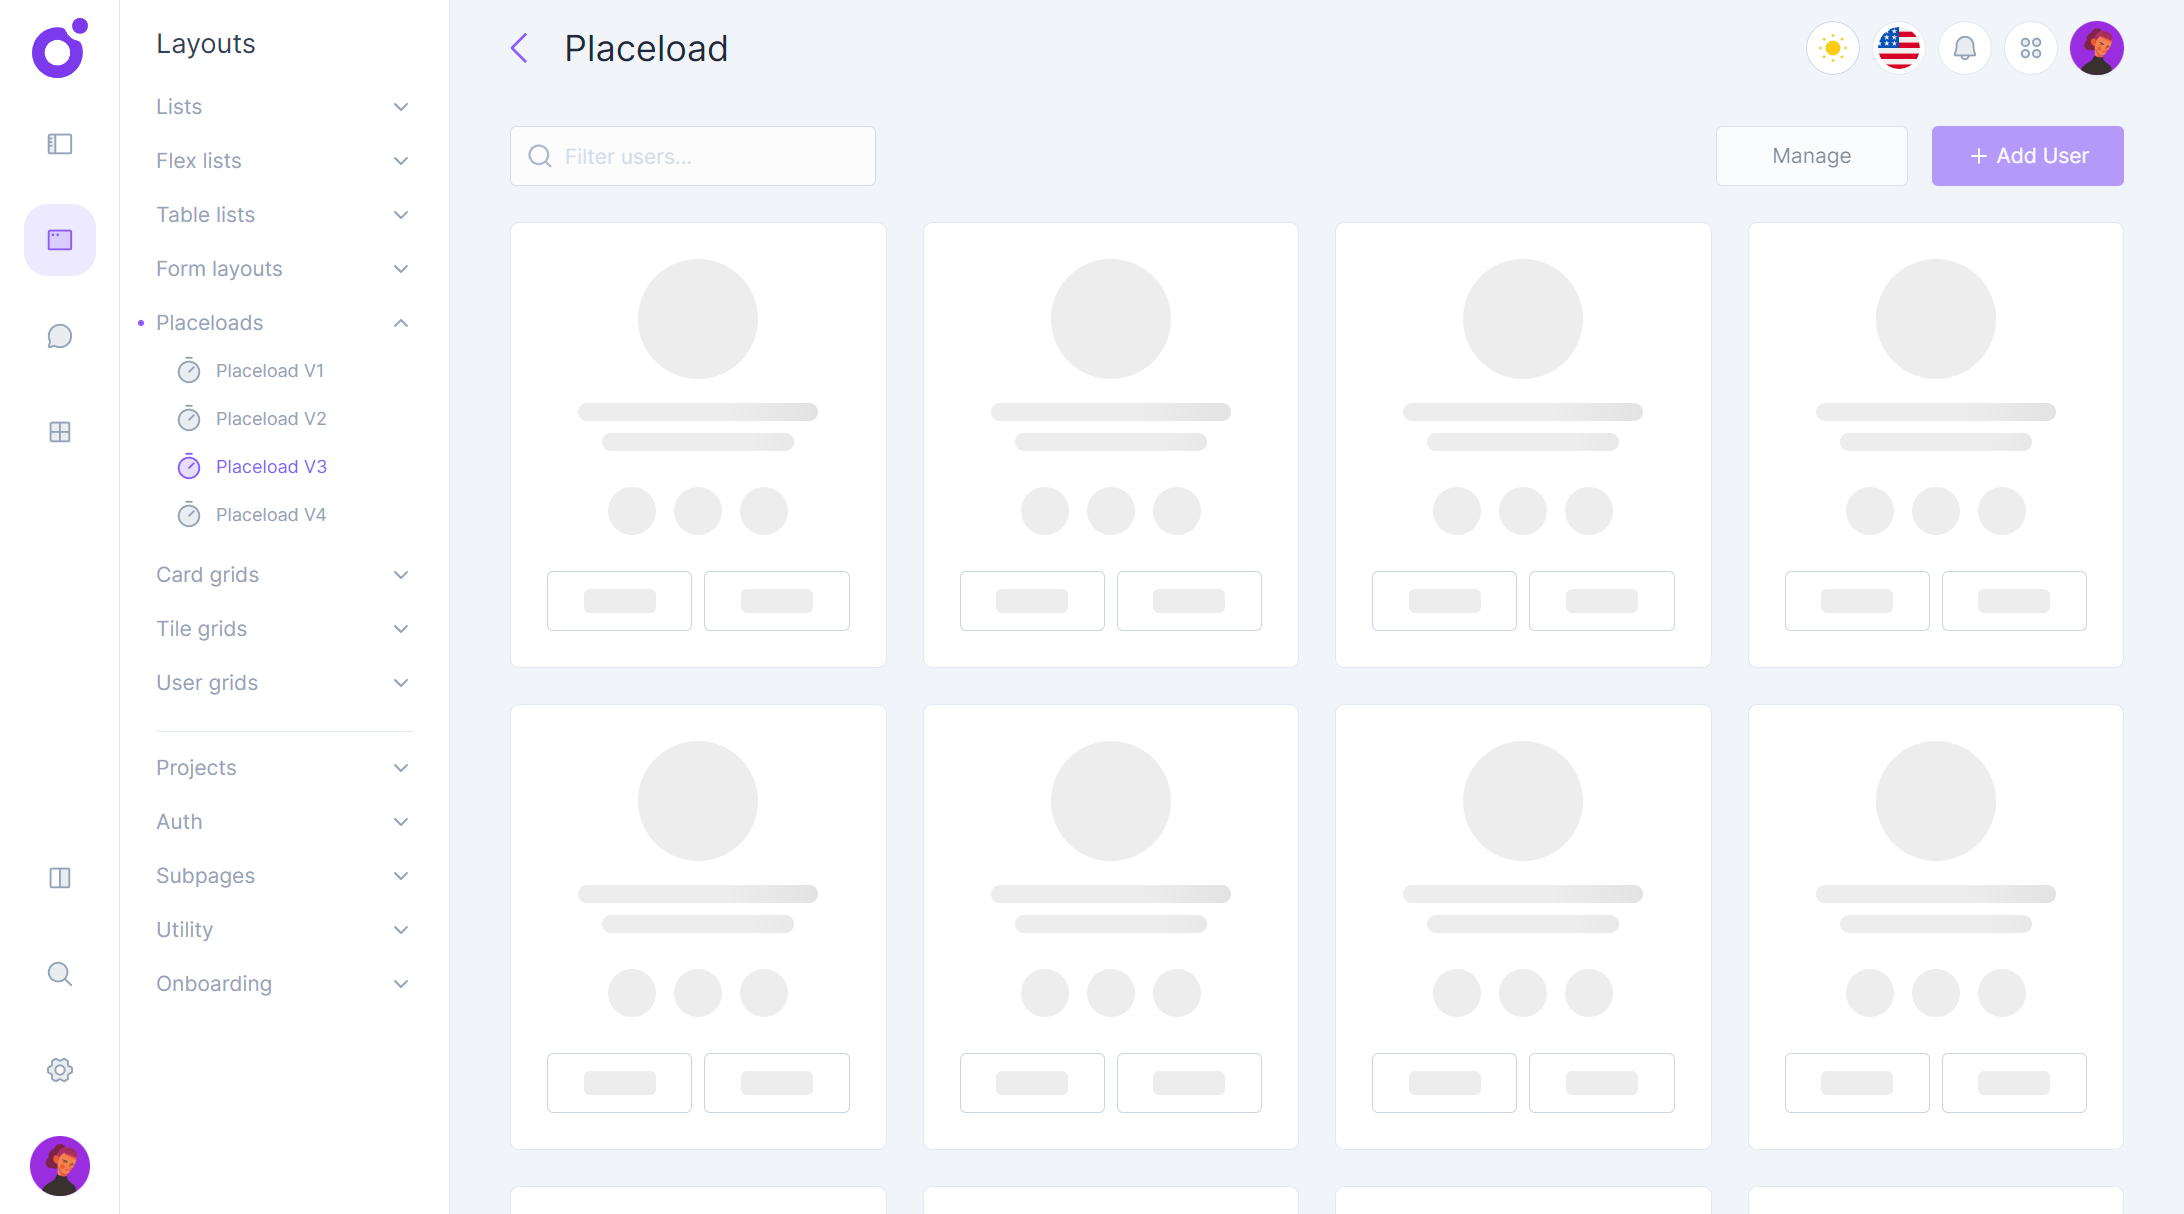 Layouts
Lists
Flex lists
Table lists
Form layouts
Placeloads
Placeload V1
Placeload V2
Placeload V3
Placeload V4
Card grids
Tile grids
User grids
Projects
Auth
Subpages
Utility
Onboarding
Placeload
Filter users...
Manage
+ Add User